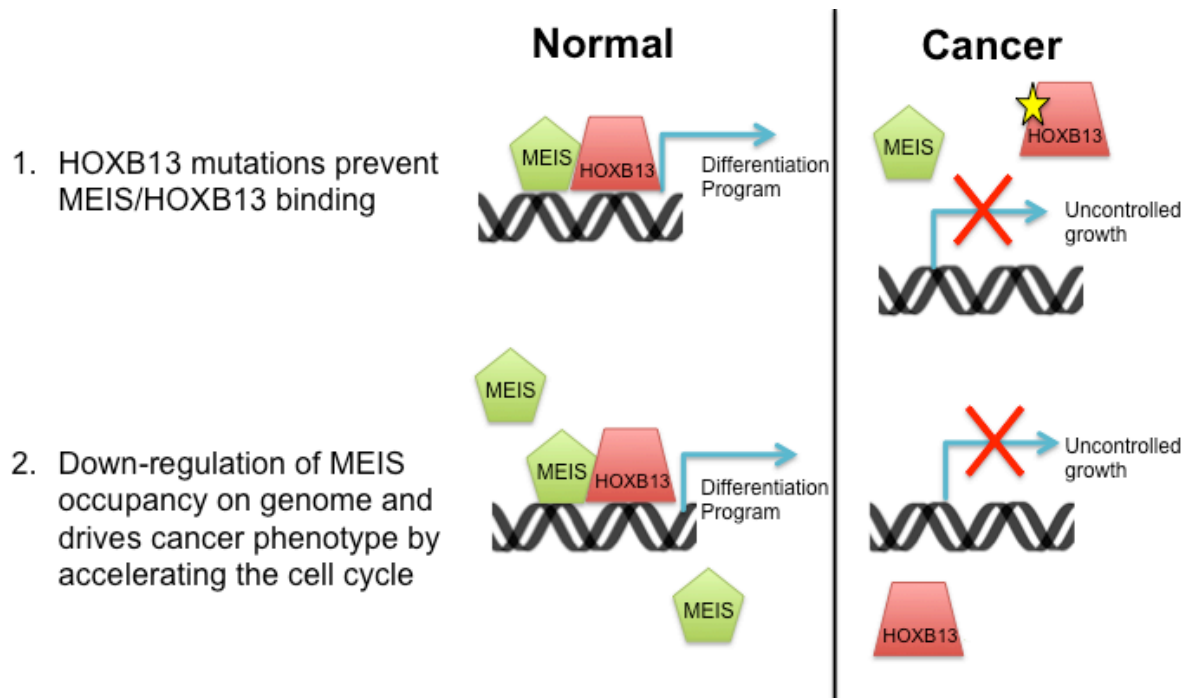 Normal
Cancer
1. HOXB13 mutations prevent
MEIS/HOXB13 binding
MEIS
HOXB13
Differentiation
Program
MEIS
HOXB13
Uncontrolled
growth
2. Down-regulation of MEIS
occupancy on genome and
drives cancer phenotype by
accelerating the cell cycle
MEIS
MEIS
HOXB13
Differentiation
Program
MEIS
Uncontrolled
growth
HOXB13